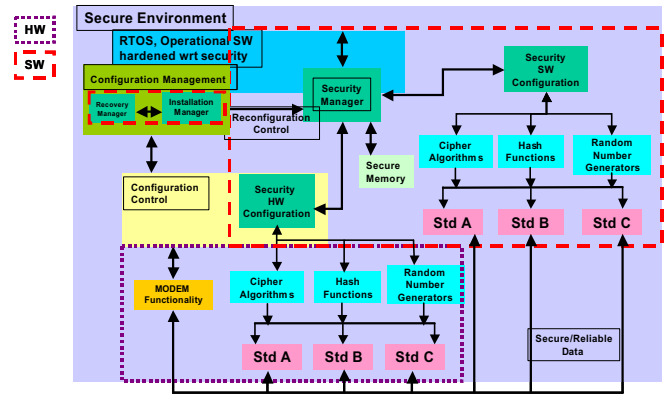 HW
SW
Secure Environment
RTOS, Operational SW
hardened wrt security
Configuration Management
Recovery
Manager
Installation
Manager
Security
Manager
Reconfiguration
Control
Security
SW
Configuration
Cipher
Algorithms
Hash
Functions
Random
Number
Generators
Secure
Memory
Std A
Std B
Std C
Configuration
Control
Security
HW
Configuration
MODEM
Functionality
Cipher
Algorithms
Hash
Functions
Random
Number
Generators
Std A
Std B
Std C
Secure/Reliable
Data